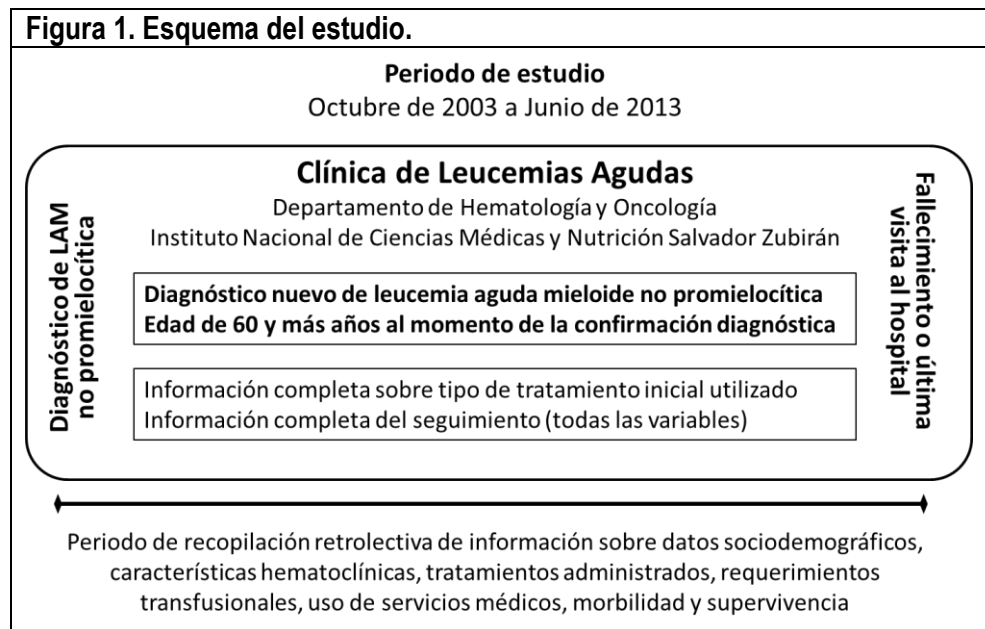 Figura 1. Esquema del estudio.
Periodo de estudio
Octubre de 2003 a Junio de 2013
Diagnóstico de LAM
no promielocítica
Clínica de Leucemias Agudas
Departamento de Hematología y Oncología
Instituto Nacional de Ciencias Médicas y Nutrición Salvador Zubirán
Diagnóstico nuevo de leucemia aguda mieloide no promielocítica
Edad de 60 y más años al momento de la confirmación diagnóstica
Información completa sobre tipo de tratamiento inicial utilizado
Información completa del seguimiento (todas las variables)
Fallecimiento o última
visita al hospital
Periodo de recopilación retrolectiva de información sobre datos sociodemográficos,
características hematoclínicas, tratamientos administrados, requerimientos
transfusionales, uso de servicios médicos, morbilidad y supervivencia